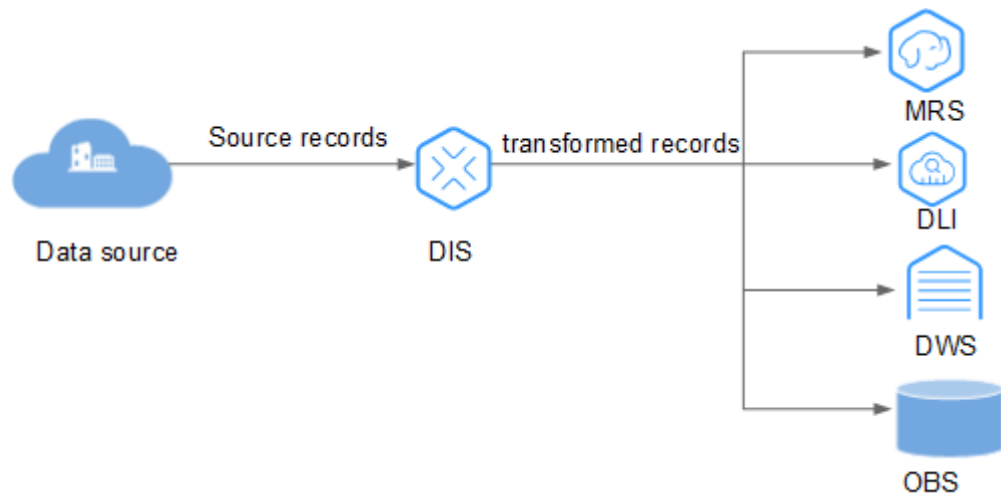 Data source
Source records
DIS
transformed records
MRS
DLI
DWS
OBS